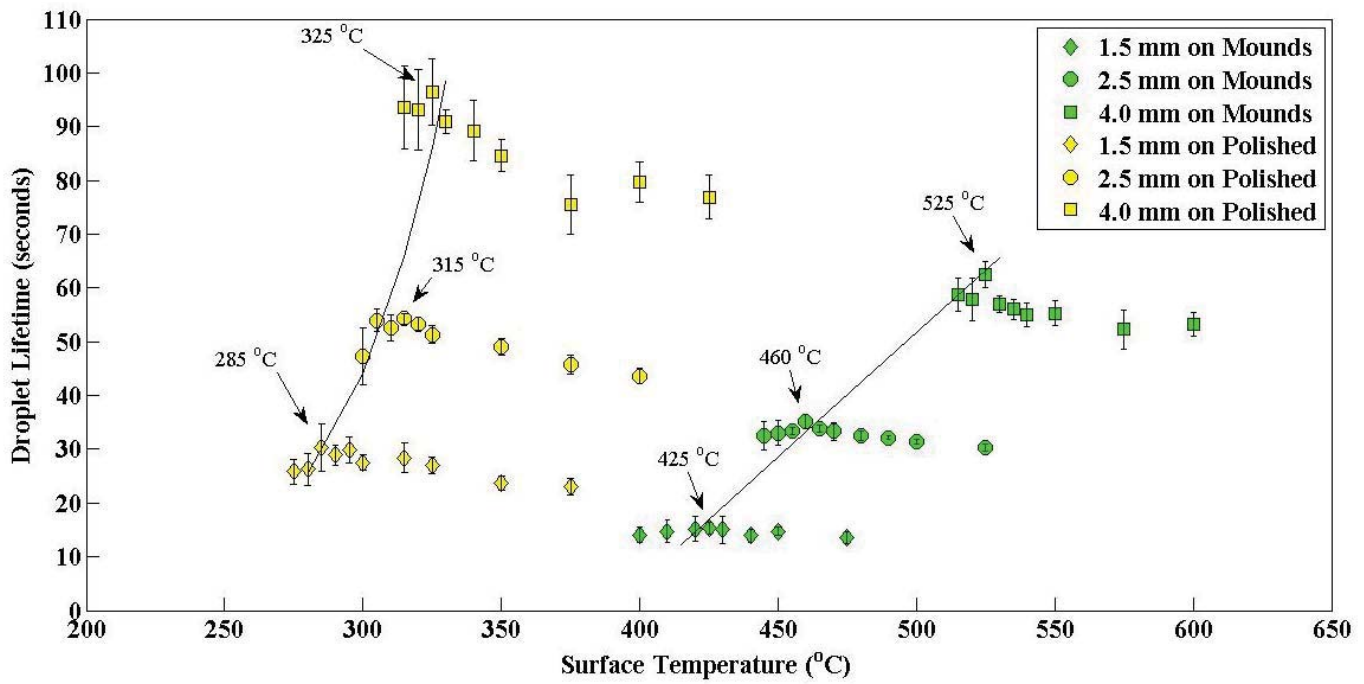 110
100
90
80
70
60
50
40
30
20
10
0
Droplet Lifetime (seconds)
325 °C
315 °C
285 °C
525 °C
460 °C
425 °C
1.5 mm on Mounds
2.5 mm on Mounds
4.0 mm on Mounds
1.5 mm on Polished
2.5 mm on Polished
4.0 mm on Polished
200 250 300 350 400 450 500 550 600 650
Surface Temperature (°C)